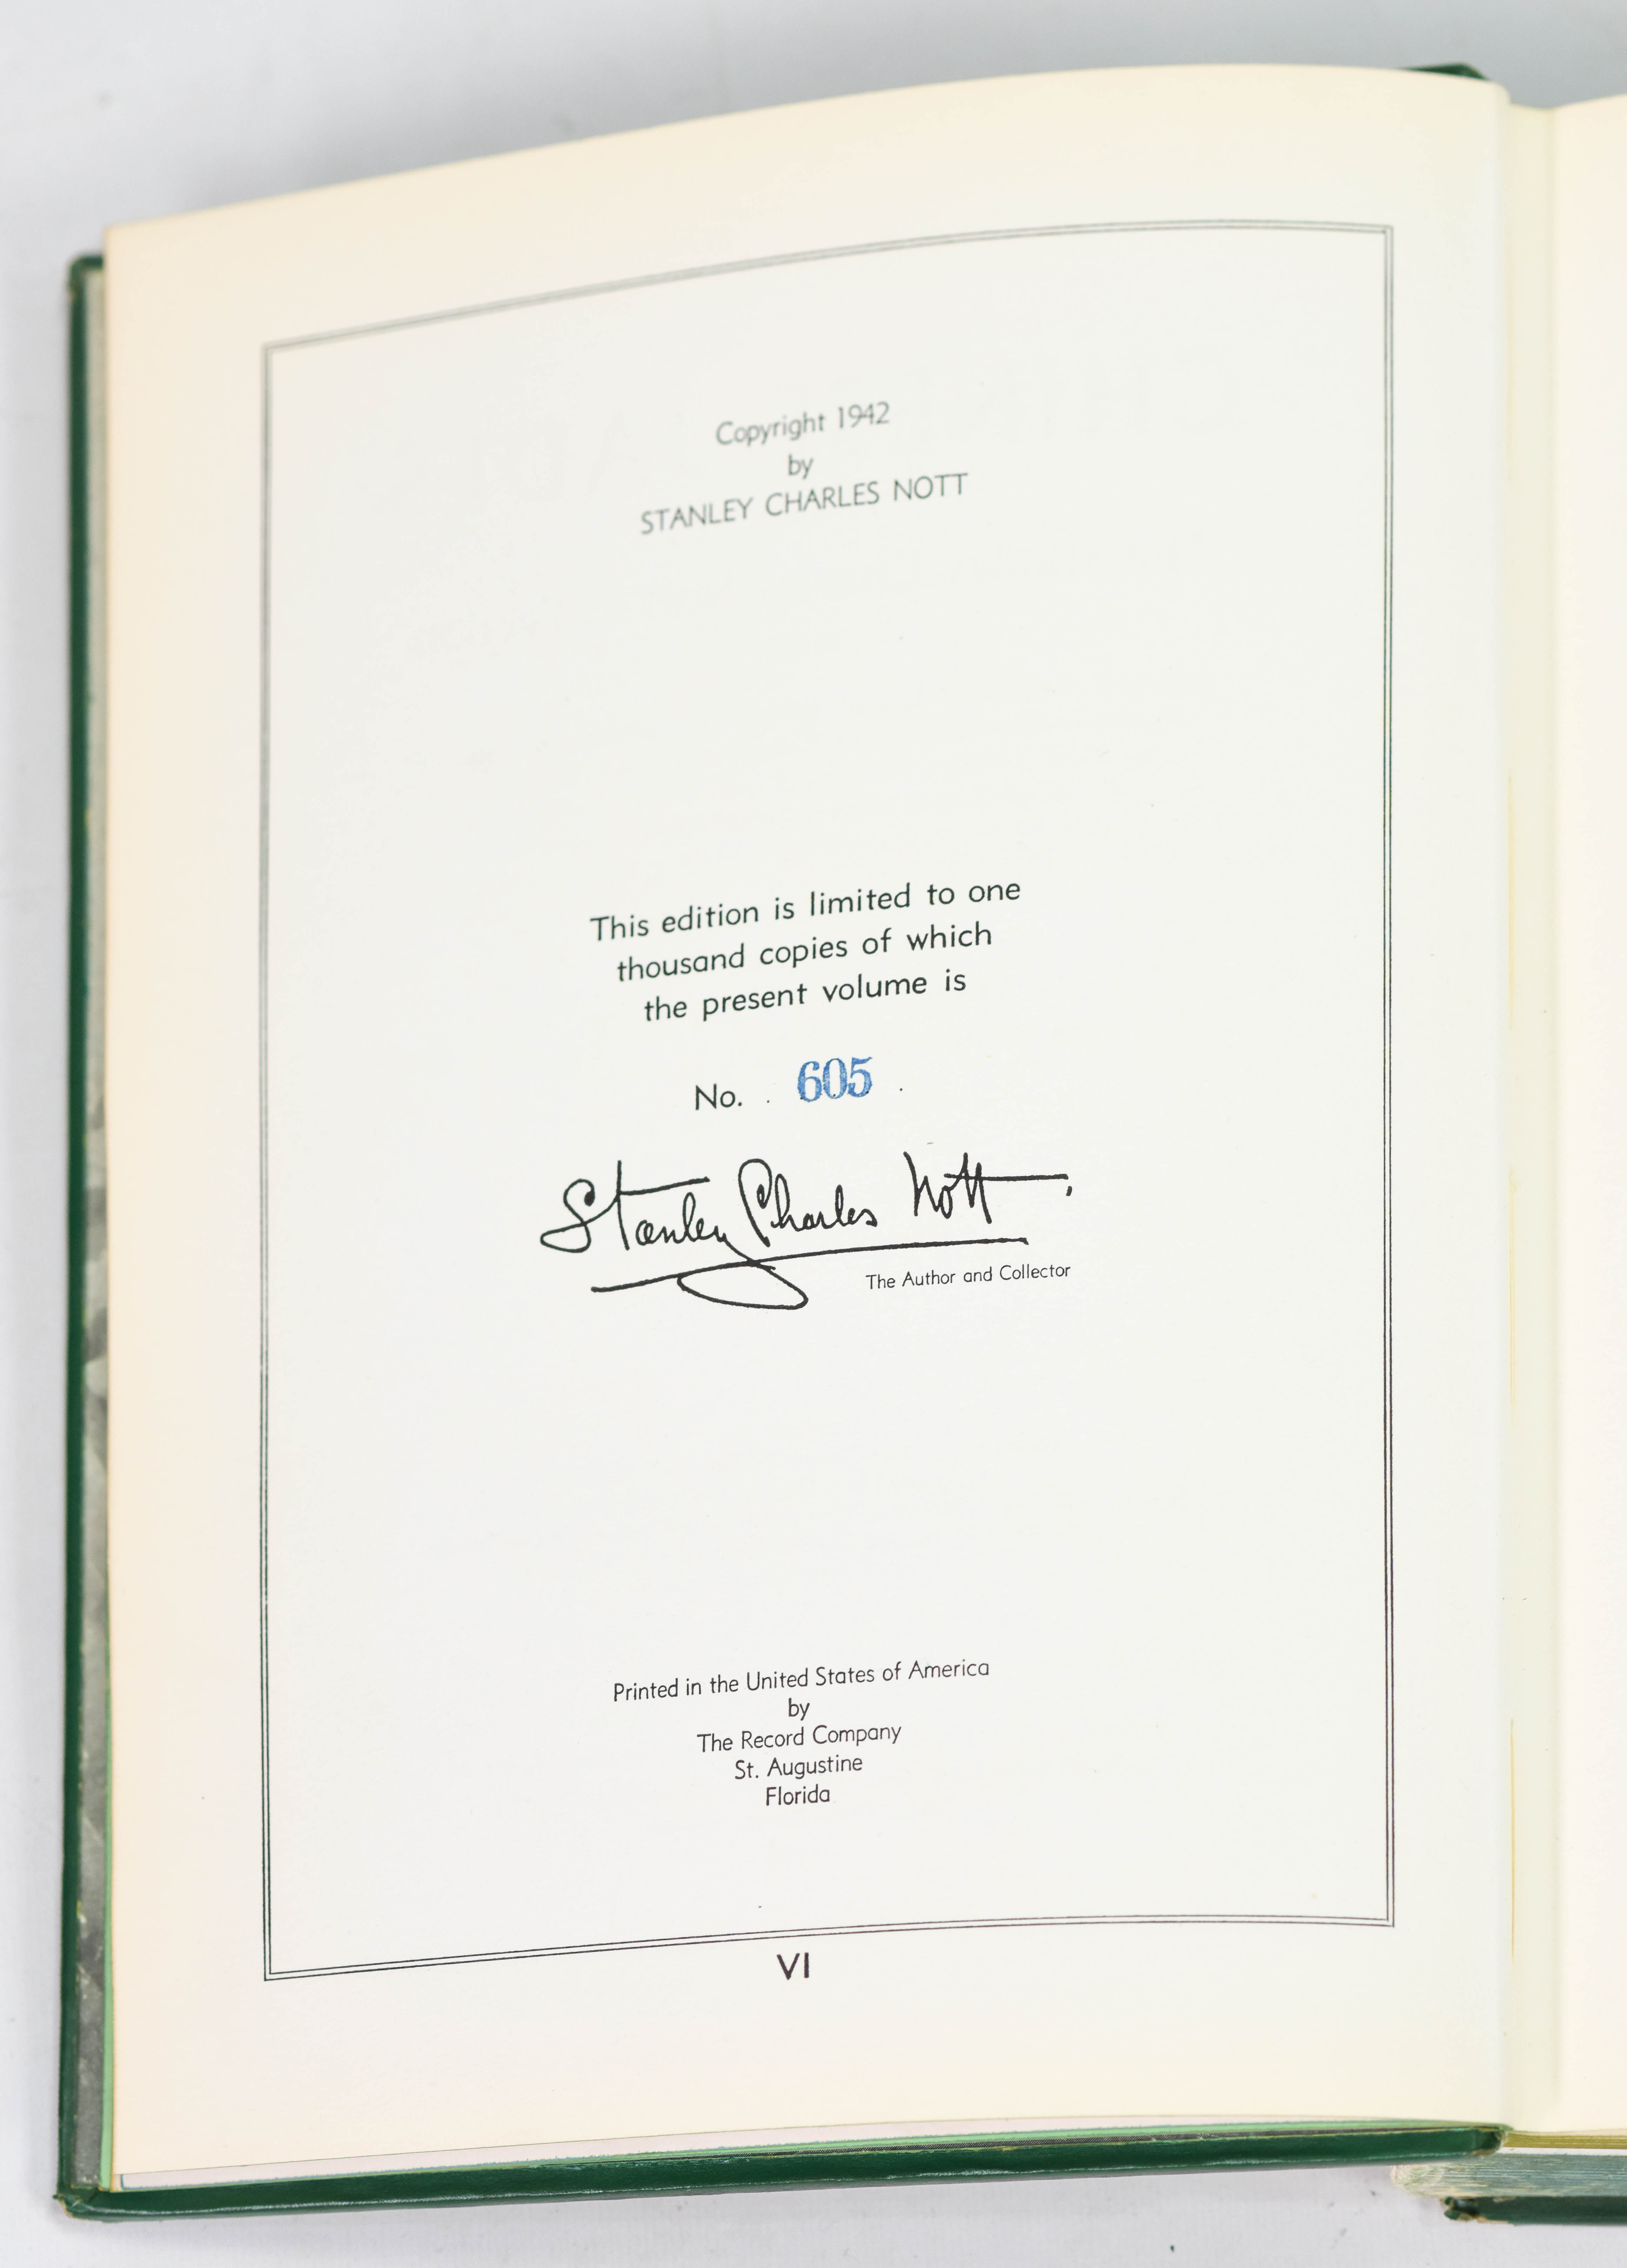 Copyright 1942
by
STANLEY CHARLES NOTT
This edition is limited to one
thousand copies of which
the present volume is
No. . 605 .
Stanley Charles Nott
The Author and Collector
Printed in the United States of America
by
The Record Company
St. Augustine
Florida
VI